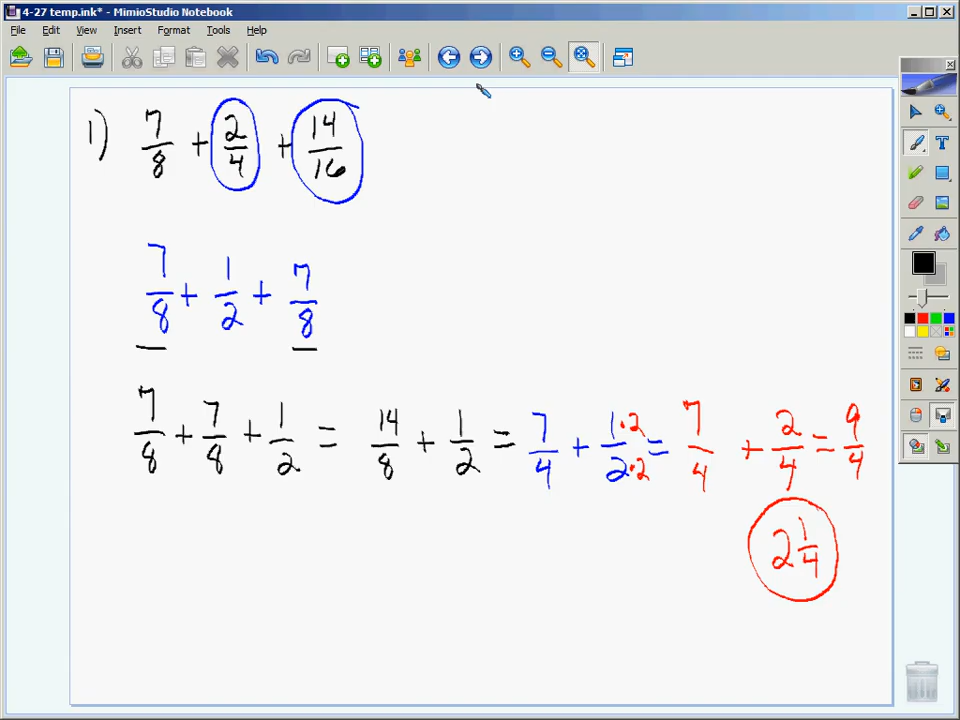 4-27 temp.ink* - MimioStudio Notebook
File Edit View Insert Format Tools Help
1) 7/8 + 2/4 + 14/16
7/8 + 1/2 + 7/8
7/8 + 7/8 + 1/2 = 14/8 + 1/2 = 7/4 + 1·2/2·2 = 7/4 + 2/4 = 9/4
2 1/4
T